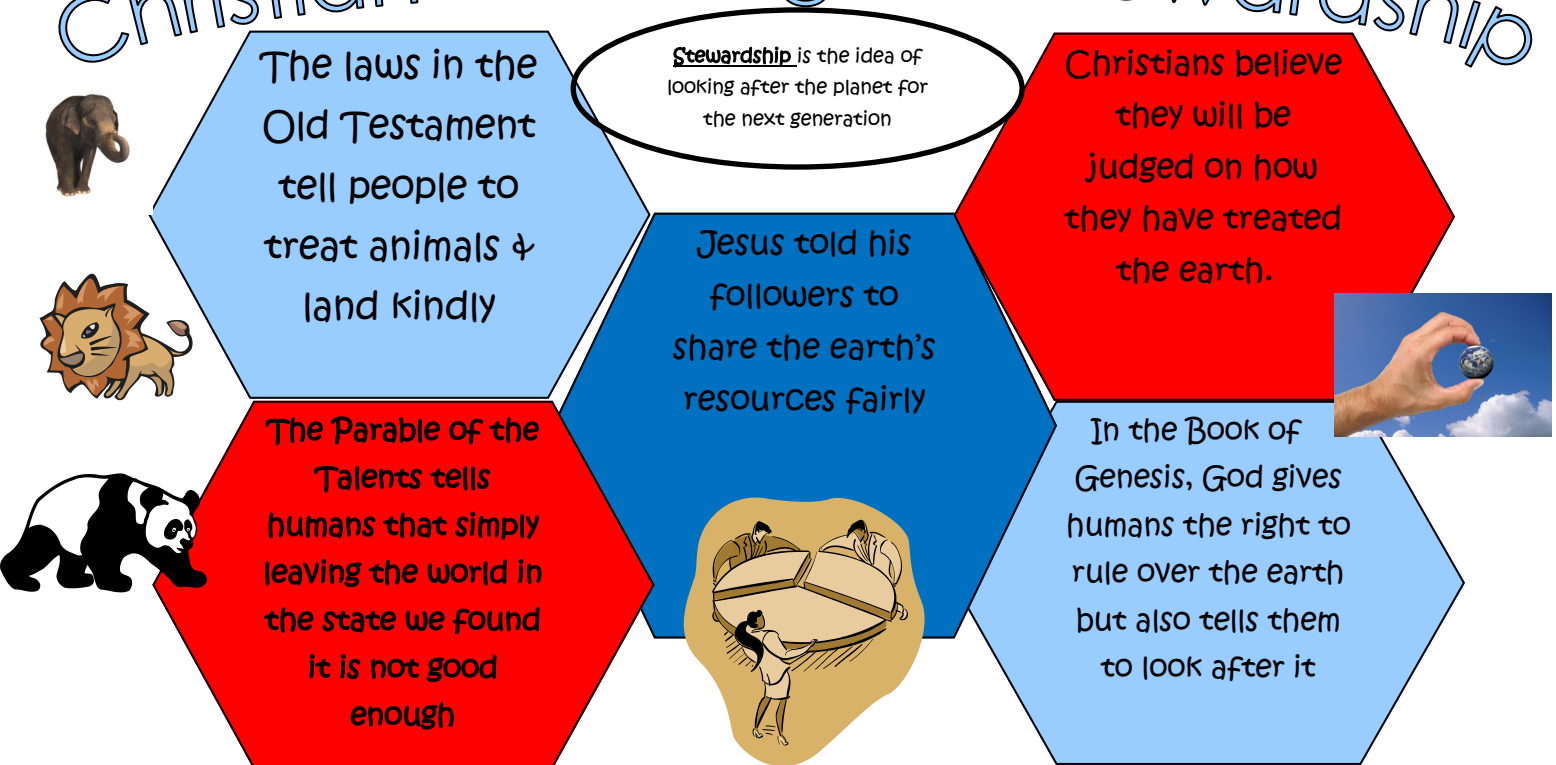 Christian
Stewardship is the idea of
looking after the planet for
the next generation
The laws in the
Old Testament
tell people to
treat animals &
land kindly
Christians believe
they will be
judged on how
they have treated
the earth.
Jesus told his
followers to
share the earth's
resources fairly
The Parable of the
Talents tells
humans that simply
leaving the world in
the state we found
it is not good
enough
In the Book of
Genesis, God gives
humans the right to
rule over the earth
but also tells them
to look after it